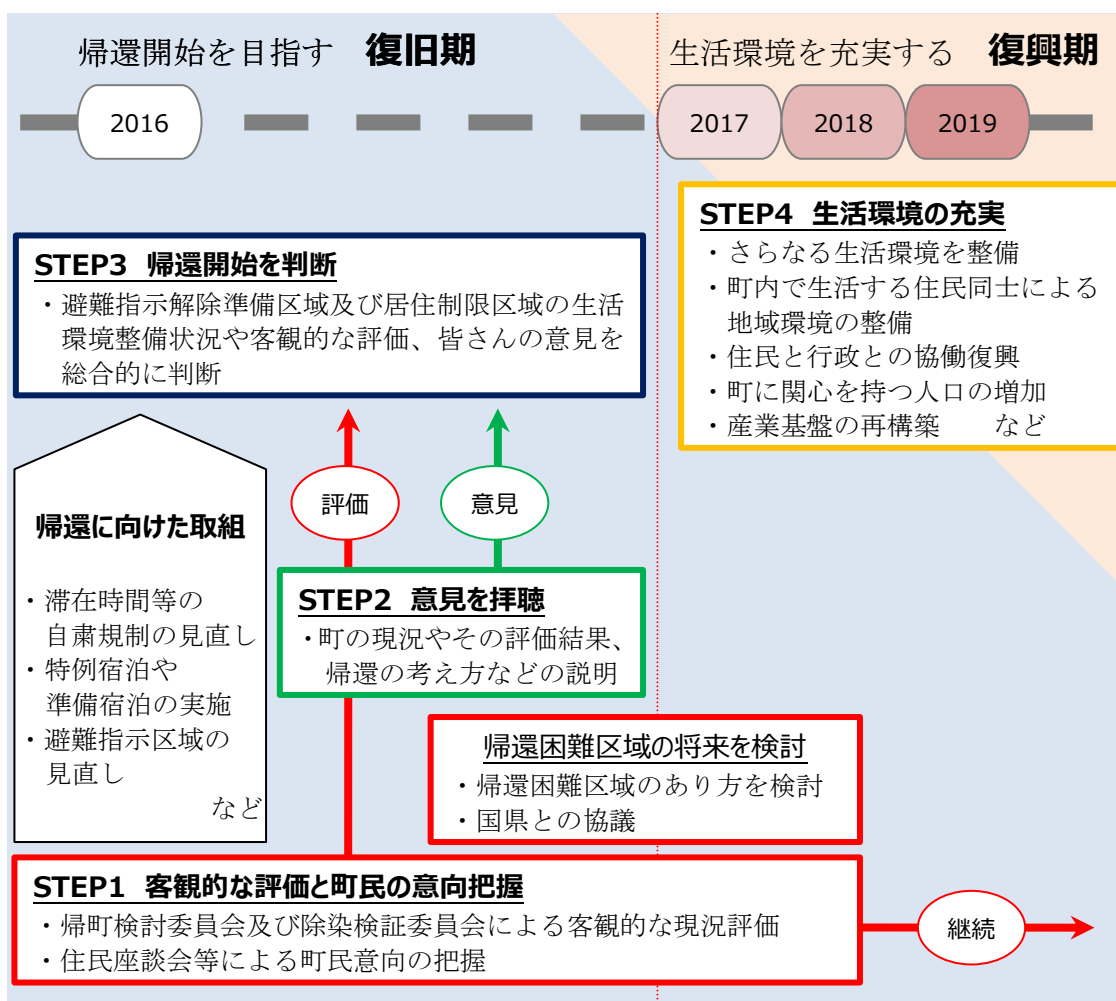 帰還開始を目指す 復旧期
生活環境を充実する 復興期
2016
2017
2018
2019
STEP4 生活環境の充実
・さらなる生活環境を整備
・町内で生活する住民同士による
地域環境の整備
・住民と行政との協働復興
・町に関心を持つ人口の増加
・産業基盤の再構築 など
STEP3 帰還開始を判断
・避難指示解除準備区域及び居住制限区域の生活
環境整備状況や客観的な評価、皆さんの意見を
総合的に判断
評価
意見
帰還に向けた取組
・滞在時間等の
自粛規制の見直し
・特例宿泊や
準備宿泊の実施
・避難指示区域の
見直し
など
STEP2 意見を拝聴
・町の現況やその評価結果、
帰還の考え方などの説明
帰還困難区域の将来を検討
・帰還困難区域のあり方を検討
・国県との協議
STEP1 客観的な評価と町民の意向把握
・帰町検討委員会及び除染検証委員会による客観的な現況評価
・住民座談会等による町民意向の把握
継続